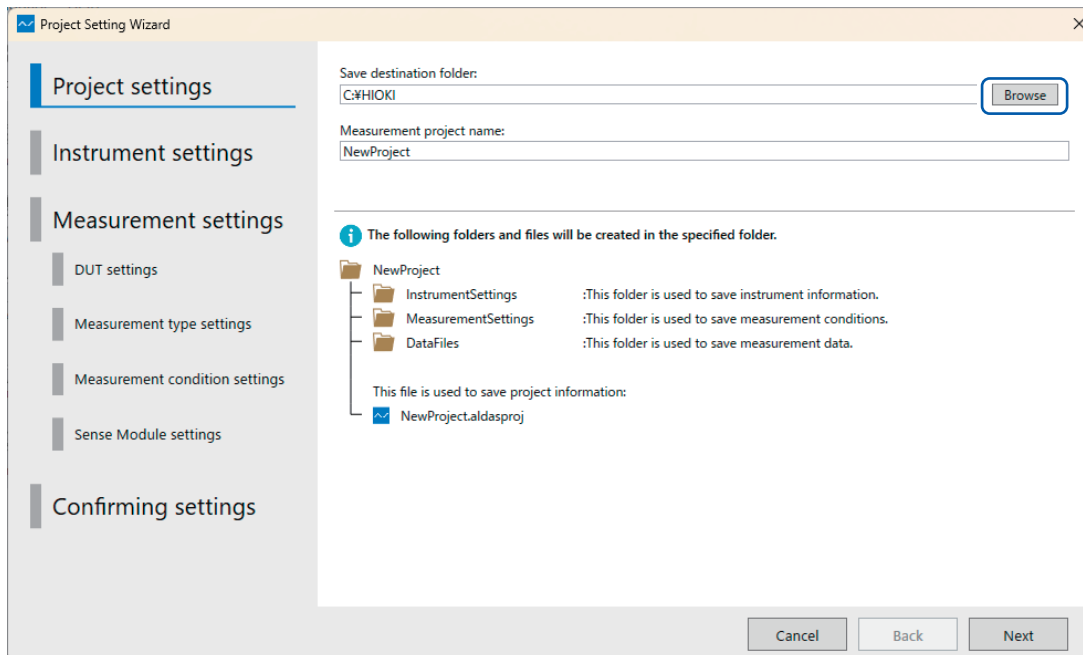 Project Setting Wizard
Project settings
Instrument settings
Measurement settings
DUT settings
Measurement type settings
Measurement condition settings
Sense Module settings
Confirming settings
Save destination folder:
C:¥HIOKI
Browse
Measurement project name:
NewProject
The following folders and files will be created in the specified folder.
NewProject
InstrumentSettings :This folder is used to save instrument information.
MeasurementSettings :This folder is used to save measurement conditions.
DataFiles :This folder is used to save measurement data.
This file is used to save project information:
NewProject.aldasproj
Cancel Back Next